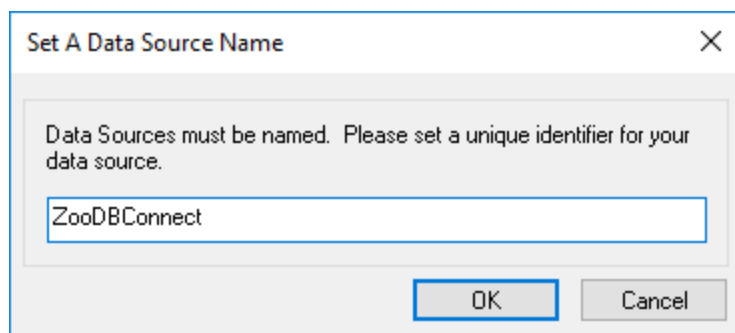 Set A Data Source Name
Data Sources must be named.  Please set a unique identifier for your
data source.
ZooDBConnect
OK
Cancel